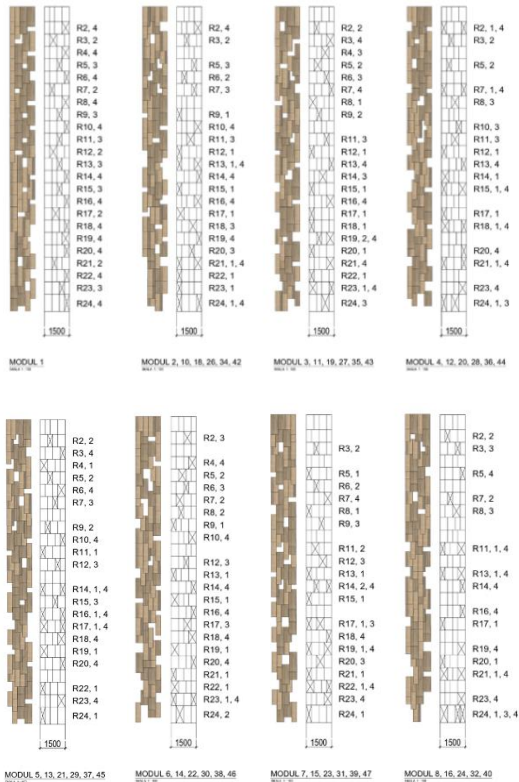 R2, 4
R3, 2
R4, 3
R5, 3
R6, 4
R7, 2
R8, 4
R9, 3
R10, 4
R11, 3
R12, 2
R13, 3
R14, 4
R15, 3
R16, 4
R17, 2
R18, 4
R19, 4
R20, 4
R21, 2
R22, 4
R23, 3
R24, 4
1500
MODUL 1
R2, 4
R3, 2
R5, 3
R6, 2
R7, 3
R9, 1
R10, 4
R11, 3
R12, 1
R13, 1, 4
R14, 4
R15, 1
R16, 4
R17, 1
R18, 3
R19, 4
R20, 3
R21, 1, 4
R22, 1
R23, 1
R24, 1, 4
1500
MODUL 2, 10, 18, 26, 34, 42
R2, 4
R3, 2
R4, 3
R5, 2
R6, 3
R7, 4
R8, 1
R9, 2
R11, 3
R12, 1
R13, 4
R14, 3
R15, 1
R16, 4
R17, 1
R18, 1
R19, 2, 4
R20, 1
R21, 4
R22, 1
R23, 1, 4
R24, 3
1500
MODUL 3, 11, 19, 27, 35, 43
R2, 1, 4
R3, 2
R5, 2
R7, 1, 4
R8, 3
R10, 3
R11, 3
R12, 1
R13, 4
R14, 1
R15, 1, 4
R17, 1
R18, 1, 4
R20, 4
R21, 1, 4
R23, 4
R24, 1, 3
1500
MODUL 4, 12, 20, 28, 36, 44
R2, 2
R3, 4
R4, 1
R5, 2
R6, 4
R7, 3
R9, 2
R10, 4
R11, 1
R12, 3
R14, 1, 4
R15, 3
R16, 1, 4
R17, 1, 4
R18, 4
R19, 1
R20, 4
R22, 1
R23, 4
R24, 1
1500
MODUL 5, 13, 21, 29, 37, 45
R2, 3
R4, 4
R5, 2
R6, 3
R7, 2
R8, 2
R9, 1
R10, 4
R12, 3
R13, 1
R14, 4
R15, 1
R16, 4
R17, 3
R18, 4
R19, 1
R20, 4
R21, 1
R22, 1
R23, 1, 4
R24, 2
1500
MODUL 6, 14, 22, 30, 38, 46
R3, 2
R5, 1
R6, 2
R7, 4
R8, 1
R9, 3
R11, 2
R12, 3
R13, 1
R14, 2, 4
R15, 1
R17, 1, 3
R18, 4
R19, 1, 4
R20, 3
R21, 1
R22, 1, 4
R23, 4
R24, 1
1500
MODUL 7, 15, 23, 31, 39, 47
R2, 2
R3, 3
R5, 4
R7, 2
R8, 3
R11, 1, 4
R13, 1, 4
R14, 4
R16, 4
R17, 1
R19, 4
R20, 1
R21, 1, 4
R23, 4
R24, 1, 3, 4
1500
MODUL 8, 16, 24, 32, 40